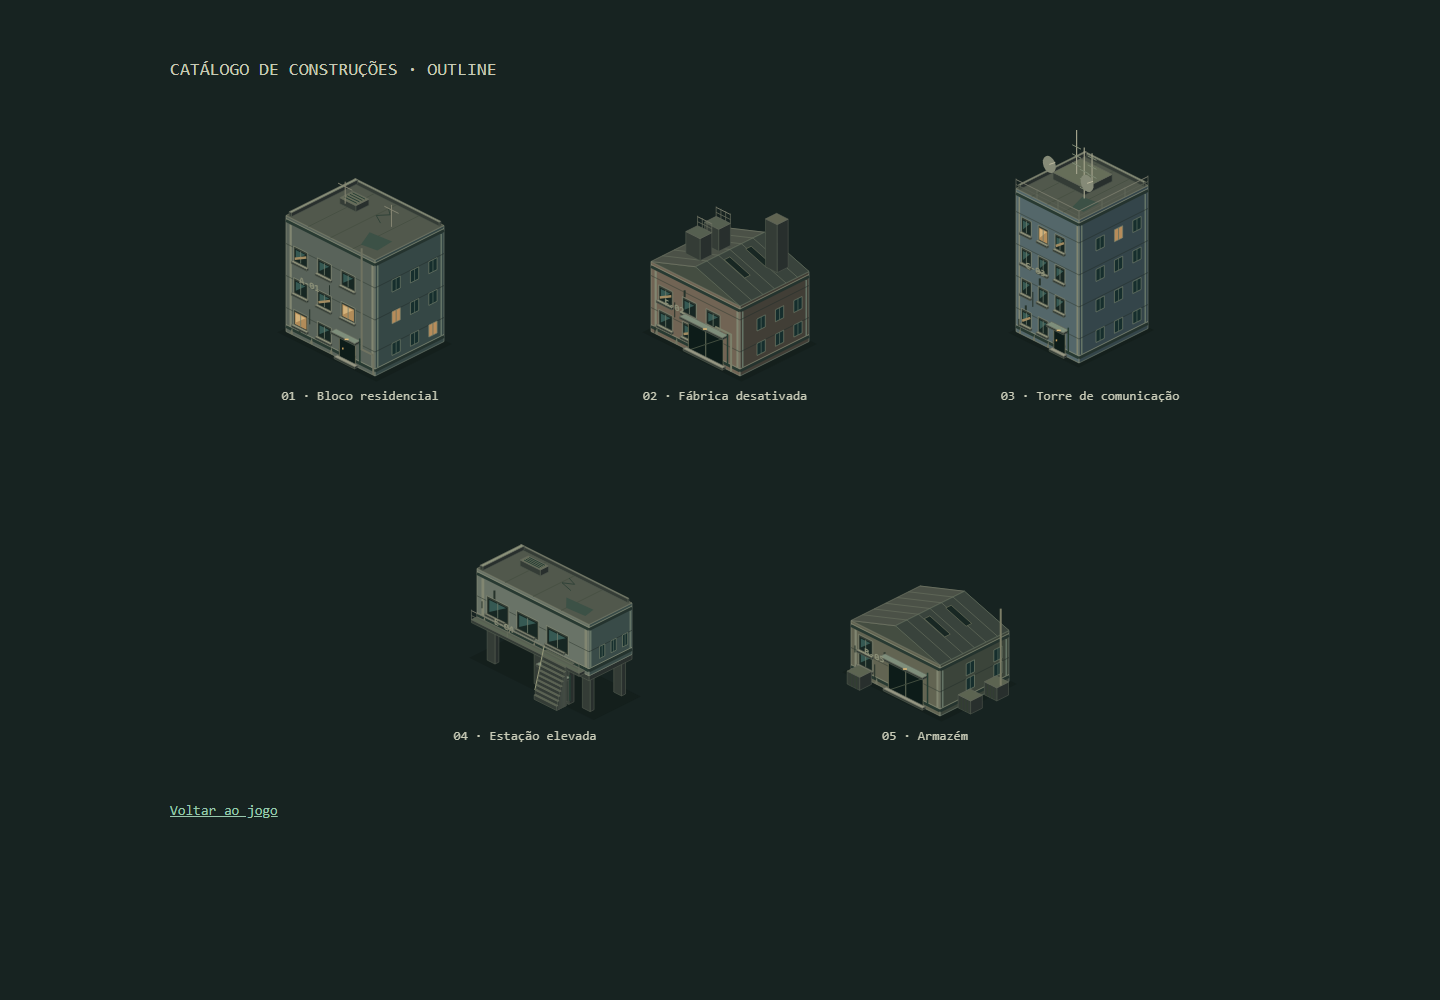 CATÁLOGO DE CONSTRUÇÕES · OUTLINE
01 · Bloco residencial
02 · Fábrica desativada
03 · Torre de comunicação
04 · Estação elevada
05 · Armazém
Voltar ao jogo